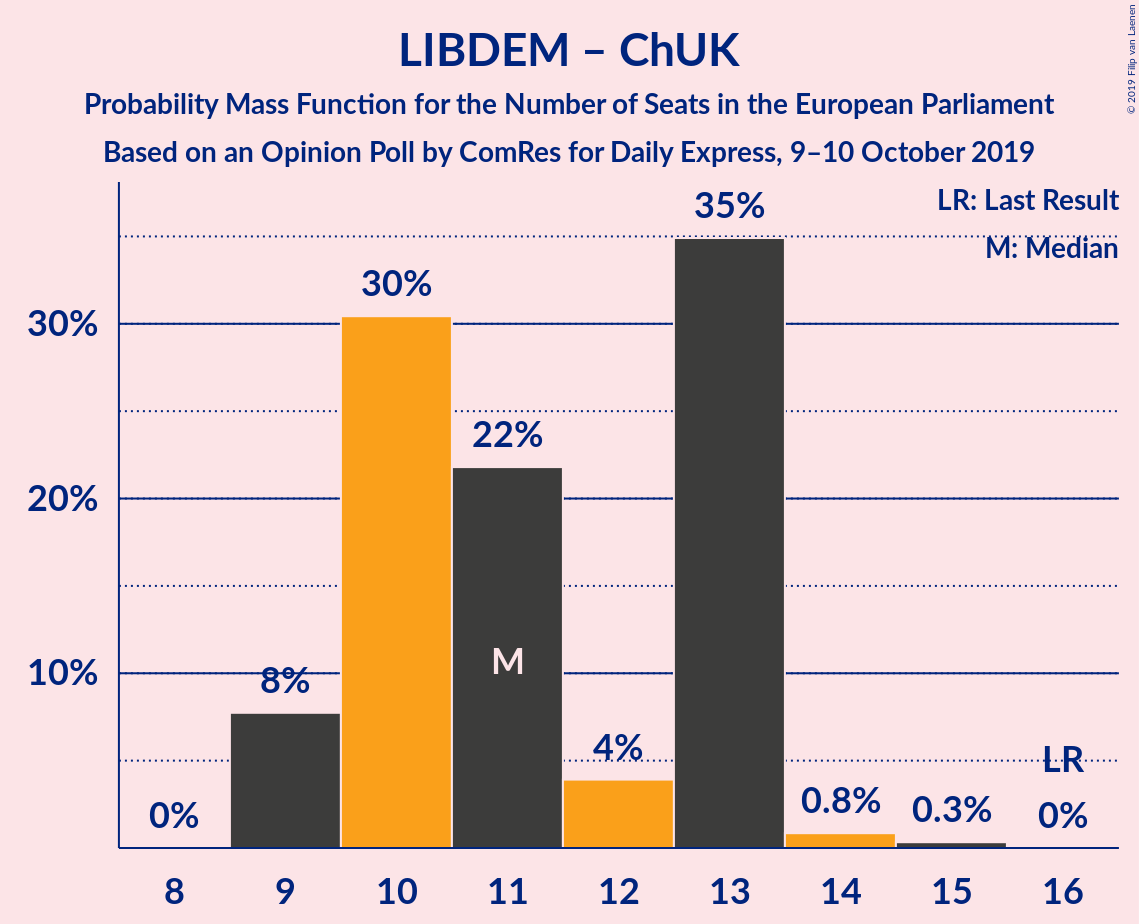 LIBDEM – ChUK
Probability Mass Function for the Number of Seats in the European Parliament
Based on an Opinion Poll by ComRes for Daily Express, 9–10 October 2019
© 2019 Filip van Laenen
LR: Last Result
M: Median
35%
30%
30%
22%
20%
10%
8%
M
4%
LR
0%
0.8%
0.3%
0%
8 9 10 11 12 13 14 15 16